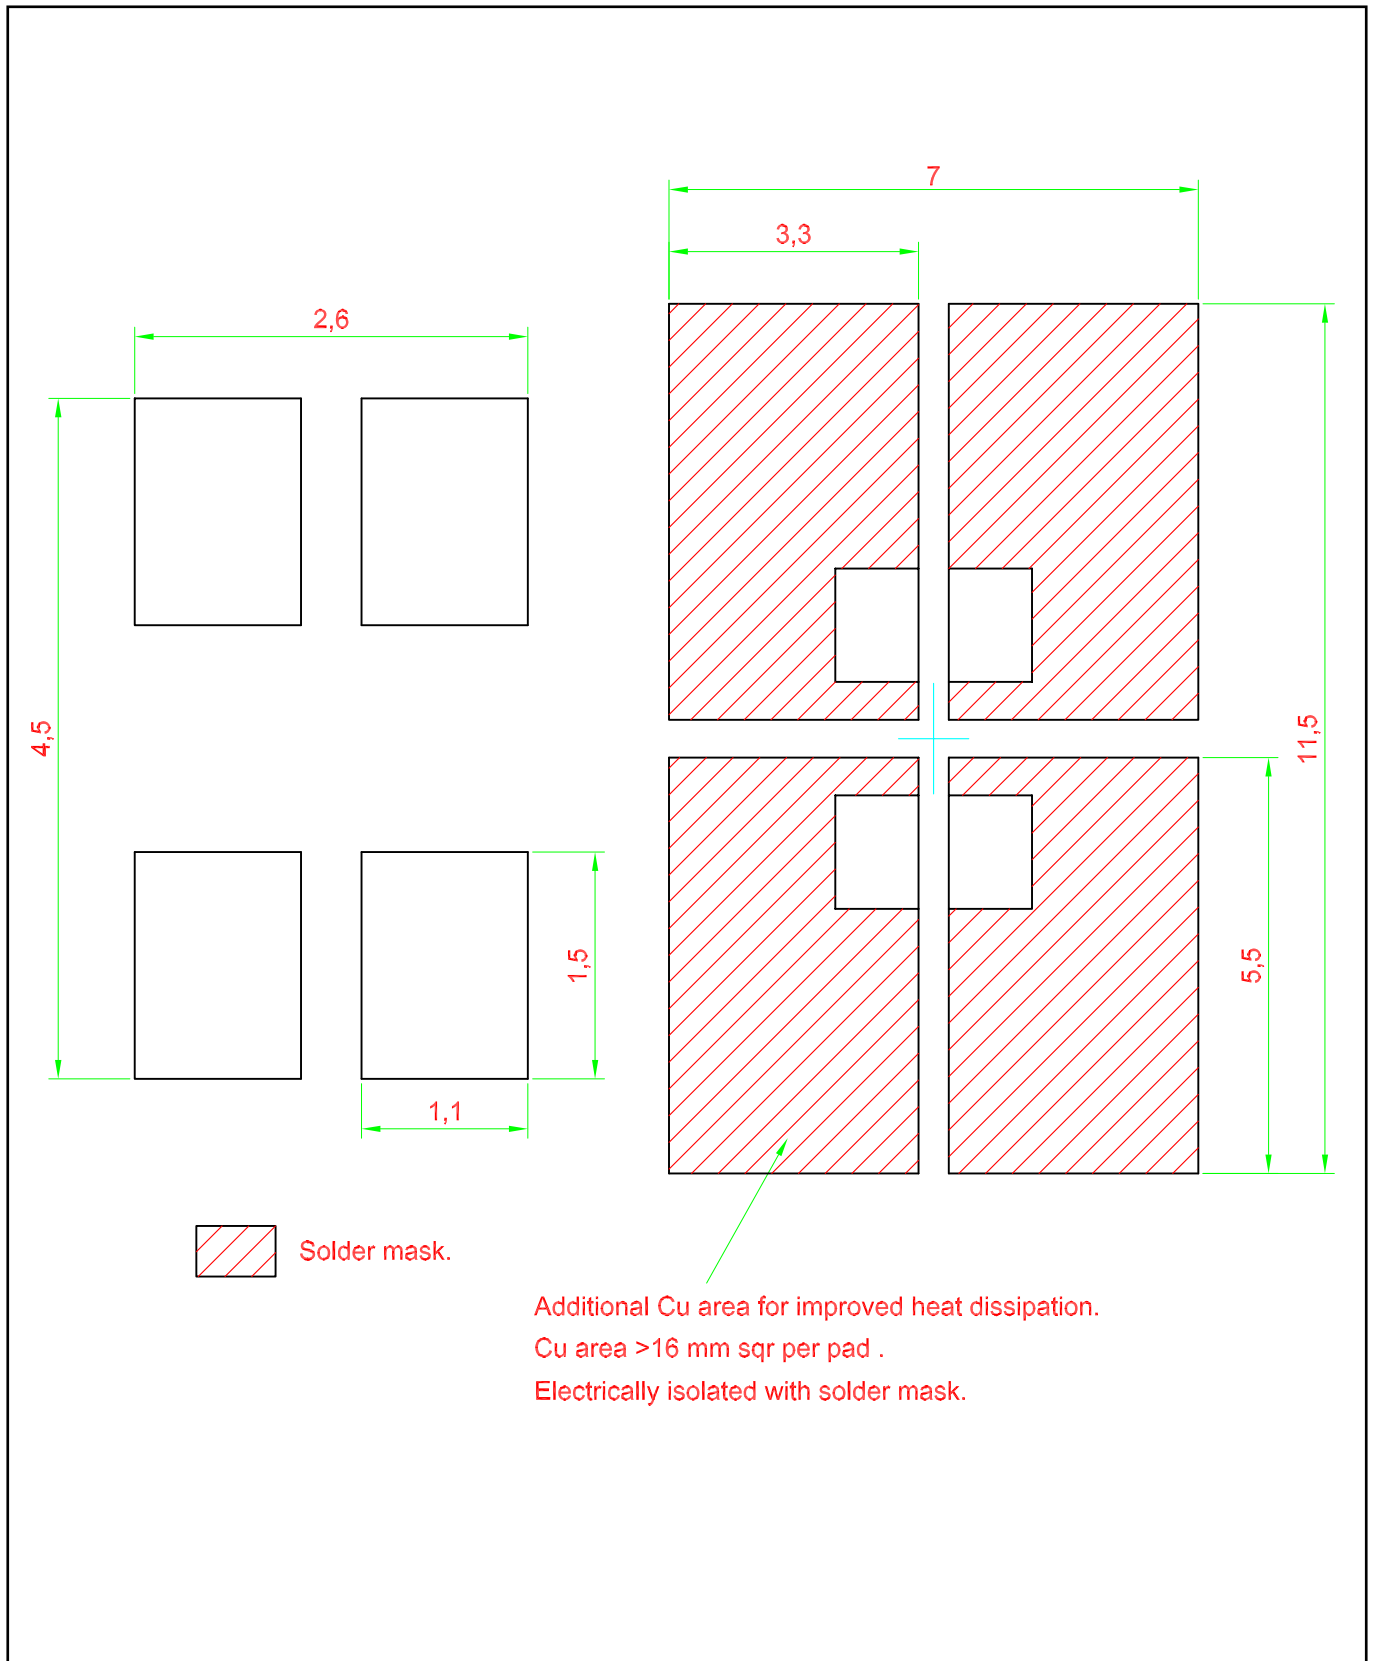 7
3,3
2,6
4,5
11,5
5,5
1,5
1,1
Solder mask.
Additional Cu area for improved heat dissipation.
Cu area >16 mm sqr per pad .
Electrically isolated with solder mask.